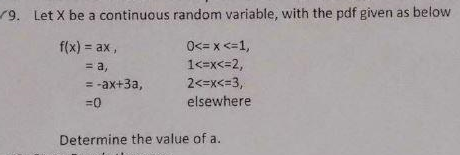 9. Let X be a continuous random variable, with the pdf given as below
f(x) = ax, 0<= x <=1,
= a, 1<=x<=2,
= -ax+3a, 2<=x<=3,
=0 elsewhere
Determine the value of a.